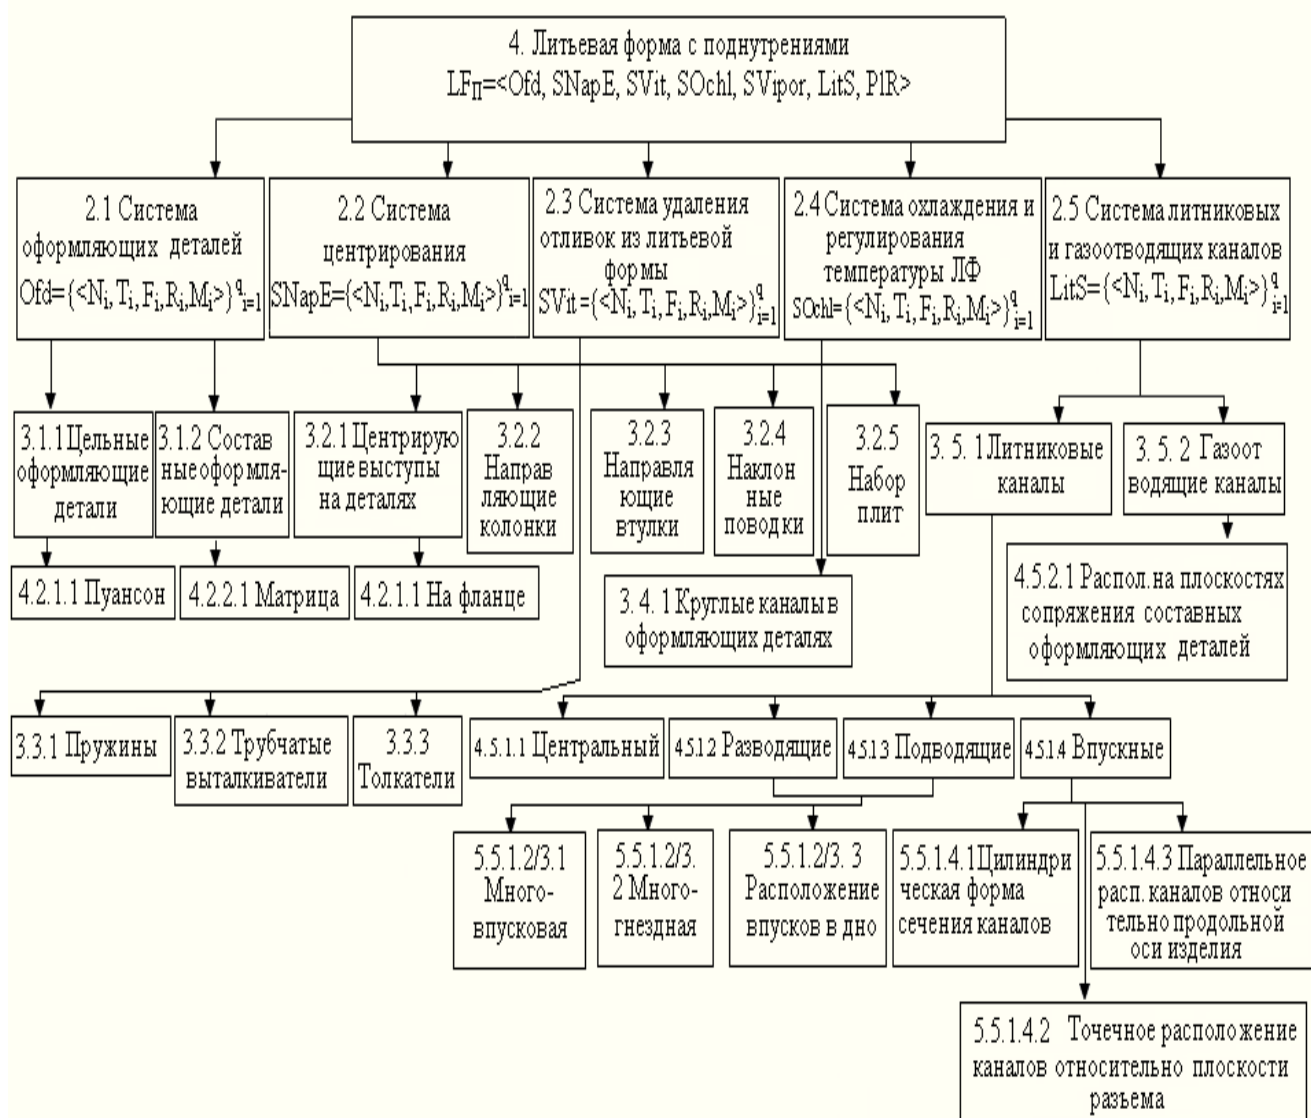 4. Литьевая форма с поднутрениями
LFП=<Ofd, SNapE, SVit, SOchl, SVipor, LitS, PlR>
2.1 Система
оформляющих деталей
Ofd={<Ni,Ti,Fi,Ri,Mi>}qi=1
2.2 Система
центрирования
SNapE={<Ni,Ti,Fi,Ri,Mi>}qi=1
2.3 Система удаления
отливок из литьевой
формы
SVit={<Ni,Ti,Fi,Ri,Mi>}qi=1
2.4 Система охлаждения и
регулирования
температуры ЛФ
SOchl={<Ni,Ti,Fi,Ri,Mi>}qi=1
2.5 Система литниковых
и газоотводящих каналов
LitS={<Ni,Ti,Fi,Ri,Mi>}qi=1
3.1.1 Цельные
оформляющие
детали
3.1.2 Состав
ные оформля-
ющие детали
3.2.1 Центрирую
щие выступы
на деталях
3.2.2
Направ
ляющие
колонки
3.2.3
Направля
ющие
втулки
3.2.4
Наклон
ные
поводки
3.2.5
Набор
плит
3. 5. 1 Литниковые
каналы
3. 5. 2 Газоот
водящие каналы
4.2.1.1 Пуансон
4.2.2.1 Матрица
4.2.1.1 На фланце
3. 4. 1 Круглые каналы в
оформляющих деталях
4.5.2.1 Распол. на плоскостях
сопряжения составных
оформляющих деталей
3.3.1 Пружины
3.3.2 Трубчатые
выталкиватели
3.3.3
Толкатели
4.5.1.1 Центральный
4.5.1.2 Разводящие
4.5.1.3 Подводящие
4.5.1.4 Впускные
5.5.1.2/3.1
Много-
впусковая
5.5.1.2/3.
2 Много-
гнездная
5.5.1.2/3. 3
Расположение
впусков в дно
5.5.1.4.1Цилиндри
ческая форма
сечения каналов
5.5.1.4.3 Параллельное
расп. каналов относи
тельно продольной
оси изделия
5.5.1.4.2 Точечное расположение
каналов относительно плоскости
разъема